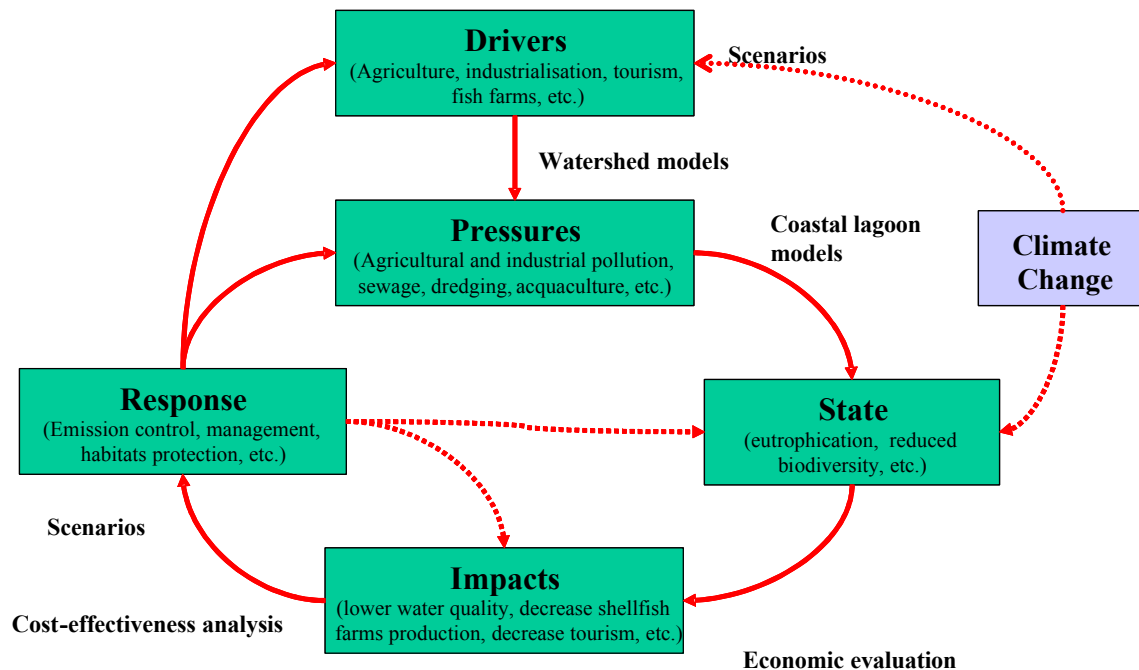 Drivers
(Agriculture, industrialisation, tourism,
fish farms, etc.)
Scenarios
Watershed models
Pressures
(Agricultural and industrial pollution,
sewage, dredging, acquaculture, etc.)
Coastal lagoon
models
Climate
Change
Response
(Emission control, management,
habitats protection, etc.)
State
(eutrophication, reduced
biodiversity, etc.)
Scenarios
Impacts
(lower water quality, decrease shellfish
farms production, decrease tourism, etc.)
Cost-effectiveness analysis
Economic evaluation